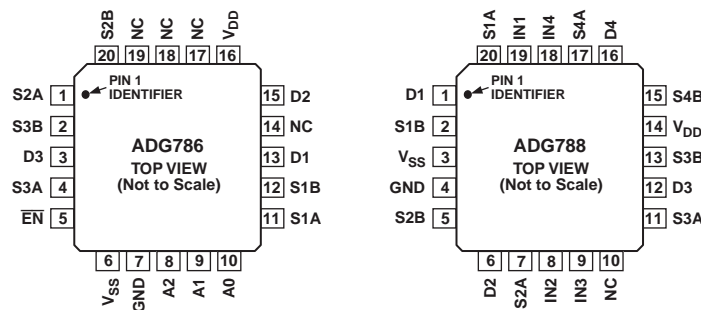 S2B NC NC NC VDD
20 19 18 17 16
S2A 1
S3B 2
D3 3
S3A 4
EN 5
PIN 1
IDENTIFIER
ADG786
TOP VIEW
(Not to Scale)
15 D2
14 NC
13 D1
12 S1B
11 S1A
6 7 8 9 10
VSS GND A2 A1 A0
S1A IN1 IN4 S4A D4
20 19 18 17 16
D1 1
S1B 2
VSS 3
GND 4
S2B 5
PIN 1
IDENTIFIER
ADG788
TOP VIEW
(Not to Scale)
15 S4B
14 VDD
13 S3B
12 D3
11 S3A
6 7 8 9 10
D2 S2A IN2 IN3 NC